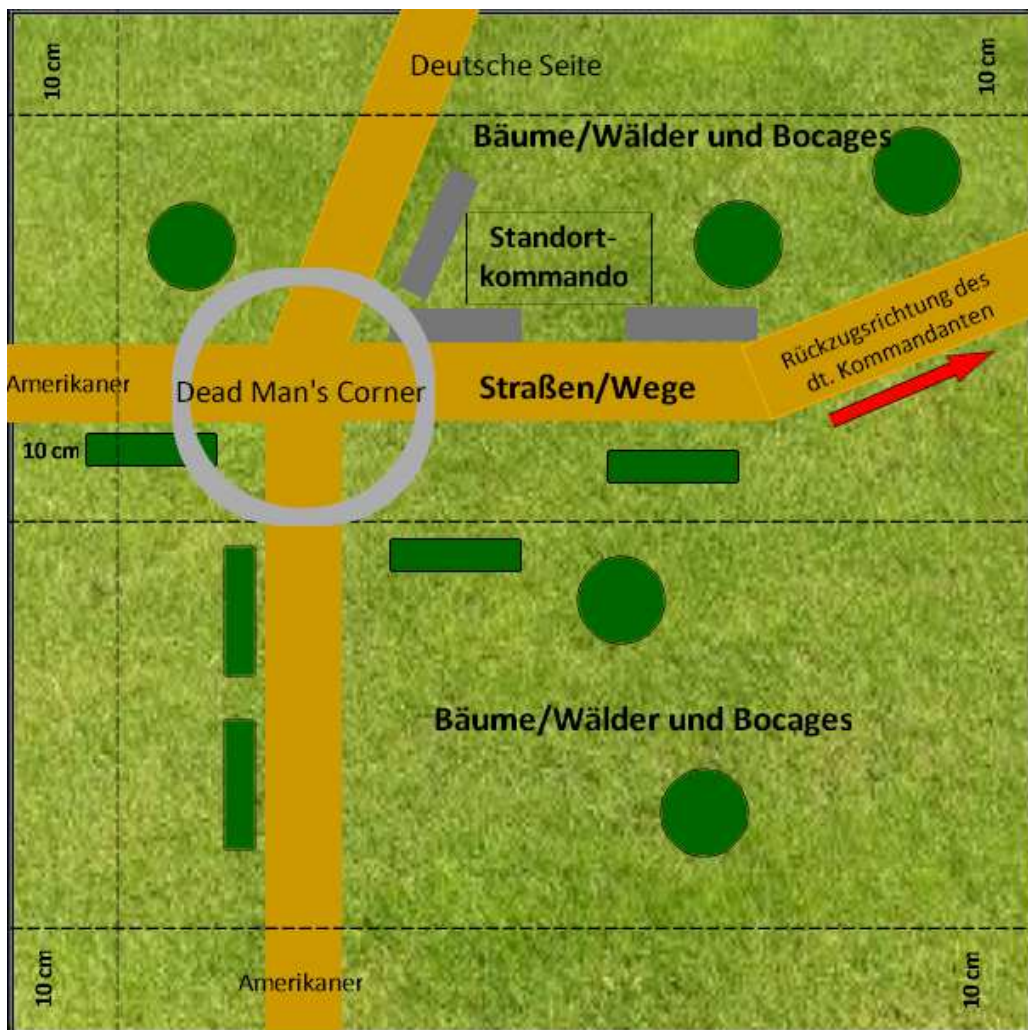 10 cm
10 cm
Deutsche Seite
Bäume/Wälder und Bocages
Standort-
kommando
Rückzugsrichtung des
dt. Kommandanten
Amerikaner
Dead Man's Corner
Straßen/Wege
10 cm
Bäume/Wälder und Bocages
10 cm
Amerikaner
10 cm